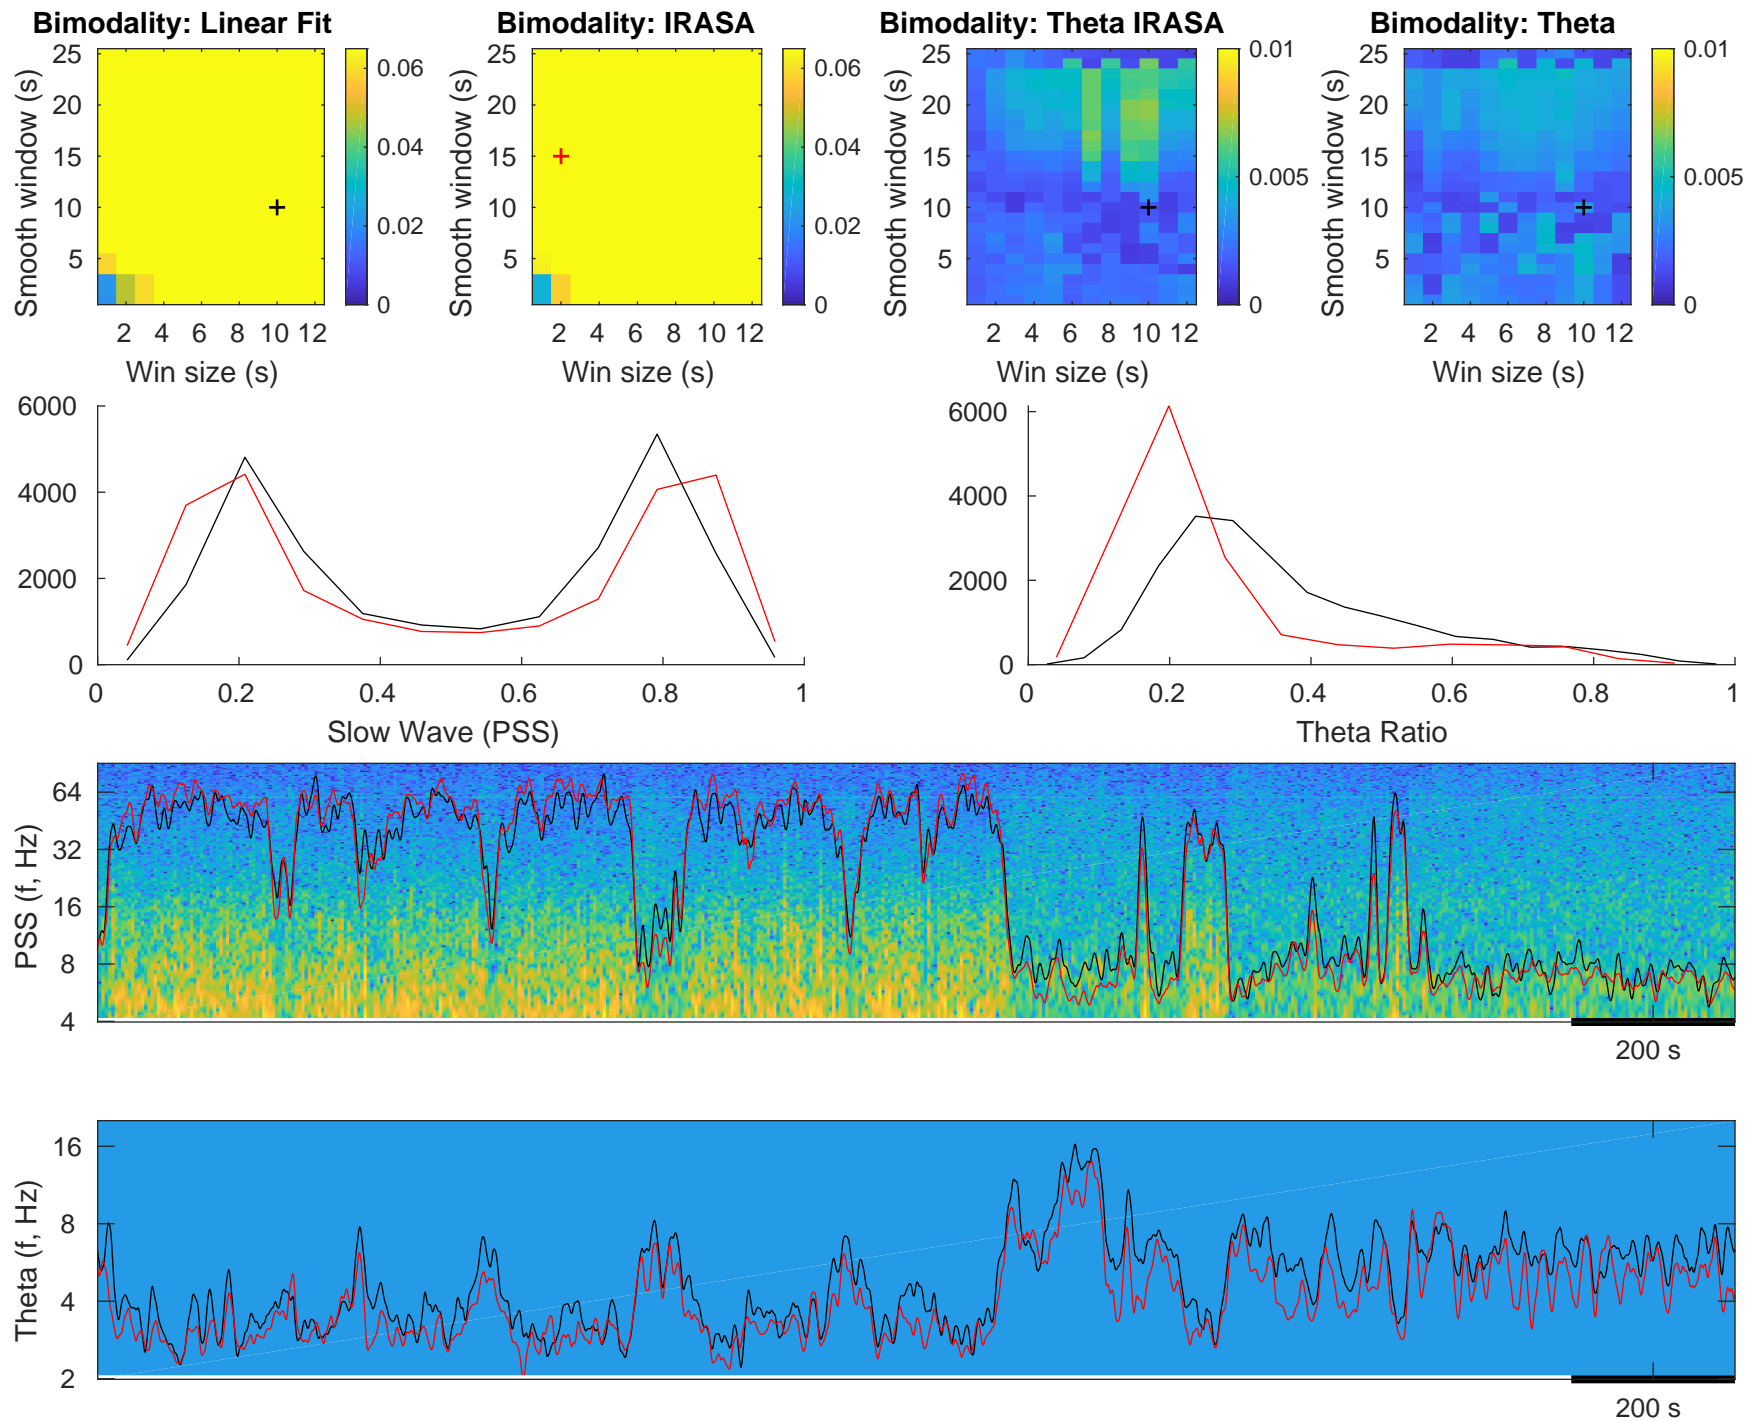 Bimodality: Linear Fit
Bimodality: IRASA
Bimodality: Theta IRASA
Bimodality: Theta
Smooth window (s)
25
20
15
10
5
2 4 6 8 10 12
Win size (s)
0.06
0.04
0.02
0
Smooth window (s)
25
20
15
10
5
2 4 6 8 10 12
Win size (s)
0.06
0.04
0.02
0
Smooth window (s)
25
20
15
10
5
2 4 6 8 10 12
Win size (s)
0.01
0.005
0
Smooth window (s)
25
20
15
10
5
2 4 6 8 10 12
Win size (s)
0.01
0.005
0
6000
4000
2000
0
0 0.2 0.4 0.6 0.8 1
Slow Wave (PSS)
6000
4000
2000
0
0 0.2 0.4 0.6 0.8 1
Theta Ratio
PSS (f, Hz)
64
32
16
8
4
200 s
Theta (f, Hz)
16
8
4
2
200 s